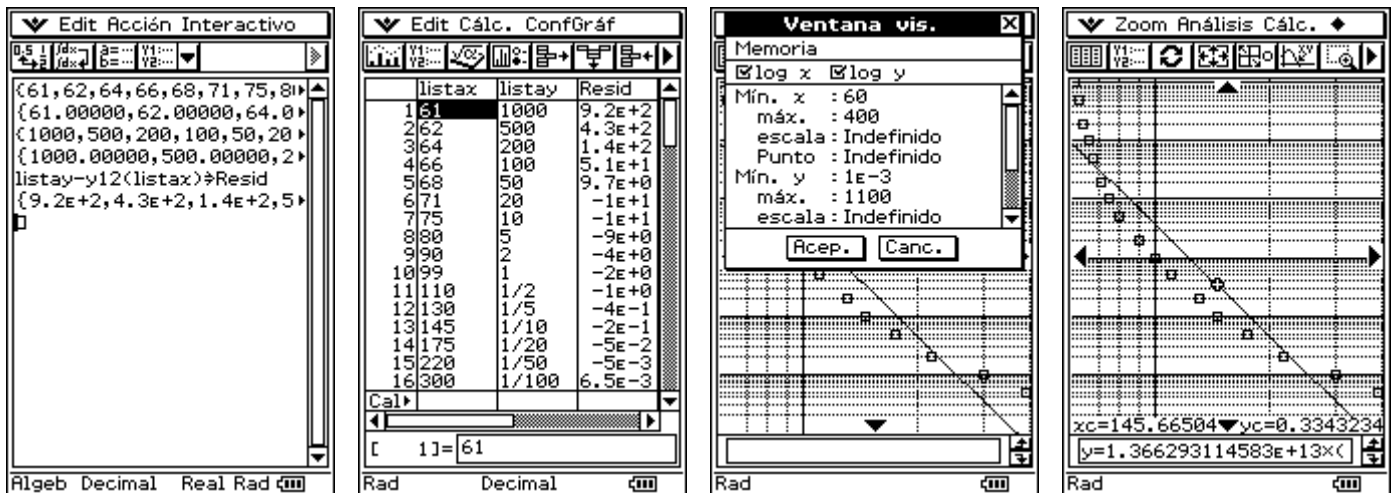 Edit Acción Interactivo
{61,62,64,66,68,71,75,8
{61.00000,62.00000,64.0
{1000,500,200,100,50,20
{1000.00000,500.00000,2
listay-y12(listax)⇒Resid
{9.2E+2,4.3E+2,1.4E+2,5
Algeb Decimal Real Rad
Edit Cálc. ConfGráf
listax listay Resid
1 61 1000 9.2E+2
2 62 500 4.3E+2
3 64 200 1.4E+2
4 66 100 5.1E+1
5 68 50 9.7E+0
6 71 20 -1E+1
7 75 10 -1E+1
8 80 5 -9E+0
9 90 2 -4E+0
10 99 1 -2E+0
11 110 1/2 -1E+0
12 130 1/5 -4E-1
13 145 1/10 -2E-1
14 175 1/20 -5E-2
15 220 1/50 -5E-3
16 300 1/100 6.5E-3
Cal
[ 1]= 61
Rad Decimal
Ventana vis.
Memoria
log x log y
Mín. x :60
máx. :400
escala :Indefinido
Punto :Indefinido
Mín. y :1E-3
máx. :1100
escala :Indefinido
Acep. Canc.
Rad
Zoom Análisis Cálc.
xc=145.66504 yc=0.3343234
y=1.366293114583E+13×(
Rad